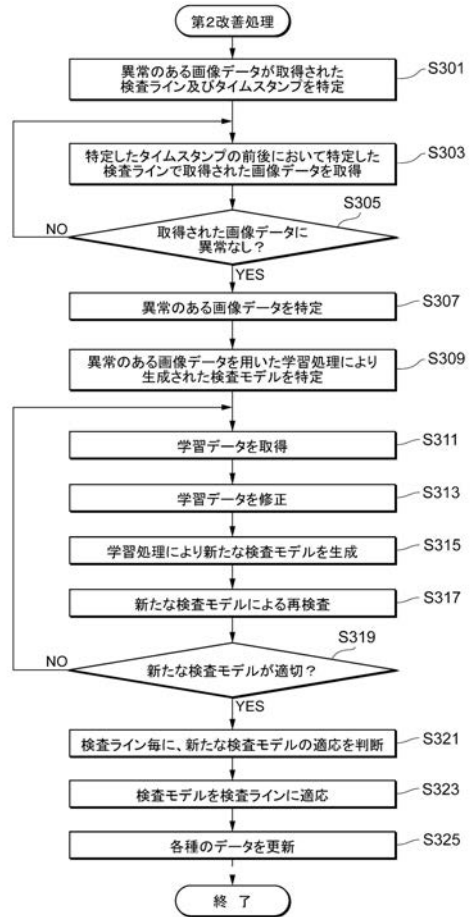 第2改善処理
異常のある画像データが取得された
検査ライン及びタイムスタンプを特定
S301
特定したタイムスタンプの前後において特定した
検査ラインで取得された画像データを取得
S303
S305
NO
取得された画像データに
異常なし？
YES
異常のある画像データを特定
S307
異常のある画像データを用いた学習処理により
生成された検査モデルを特定
S309
学習データを取得
S311
学習データを修正
S313
学習処理により新たな検査モデルを生成
S315
新たな検査モデルによる再検査
S317
S319
NO
新たな検査モデルが適切？
YES
検査ライン毎に、新たな検査モデルの適応を判断
S321
検査モデルを検査ラインに適応
S323
各種のデータを更新
S325
終 了